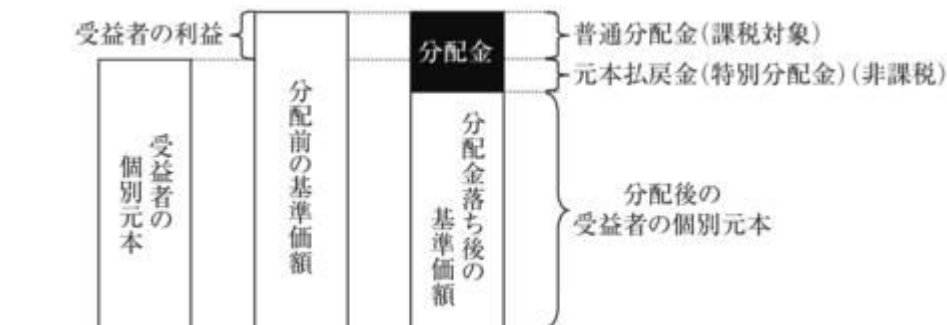 受益者の利益
分配金
普通分配金(課税対象)
元本払戻金(特別分配金)(非課税)
受益者の
個別元本
分配前の基準価額
分配金落ち後の
基準価額
分配後の
受益者の個別元本